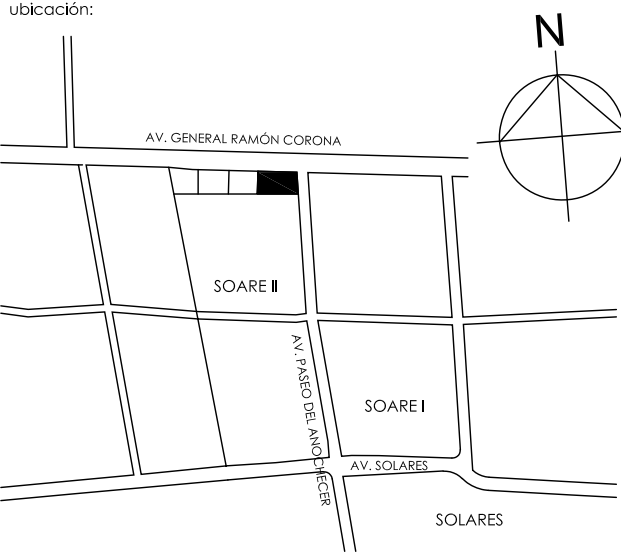 ubicación:
N
AV. GENERAL RAMÓN CORONA
SOARE II
AV. PASEO DEL ANOCHECER
SOARE I
AV. SOLARES
SOLARES